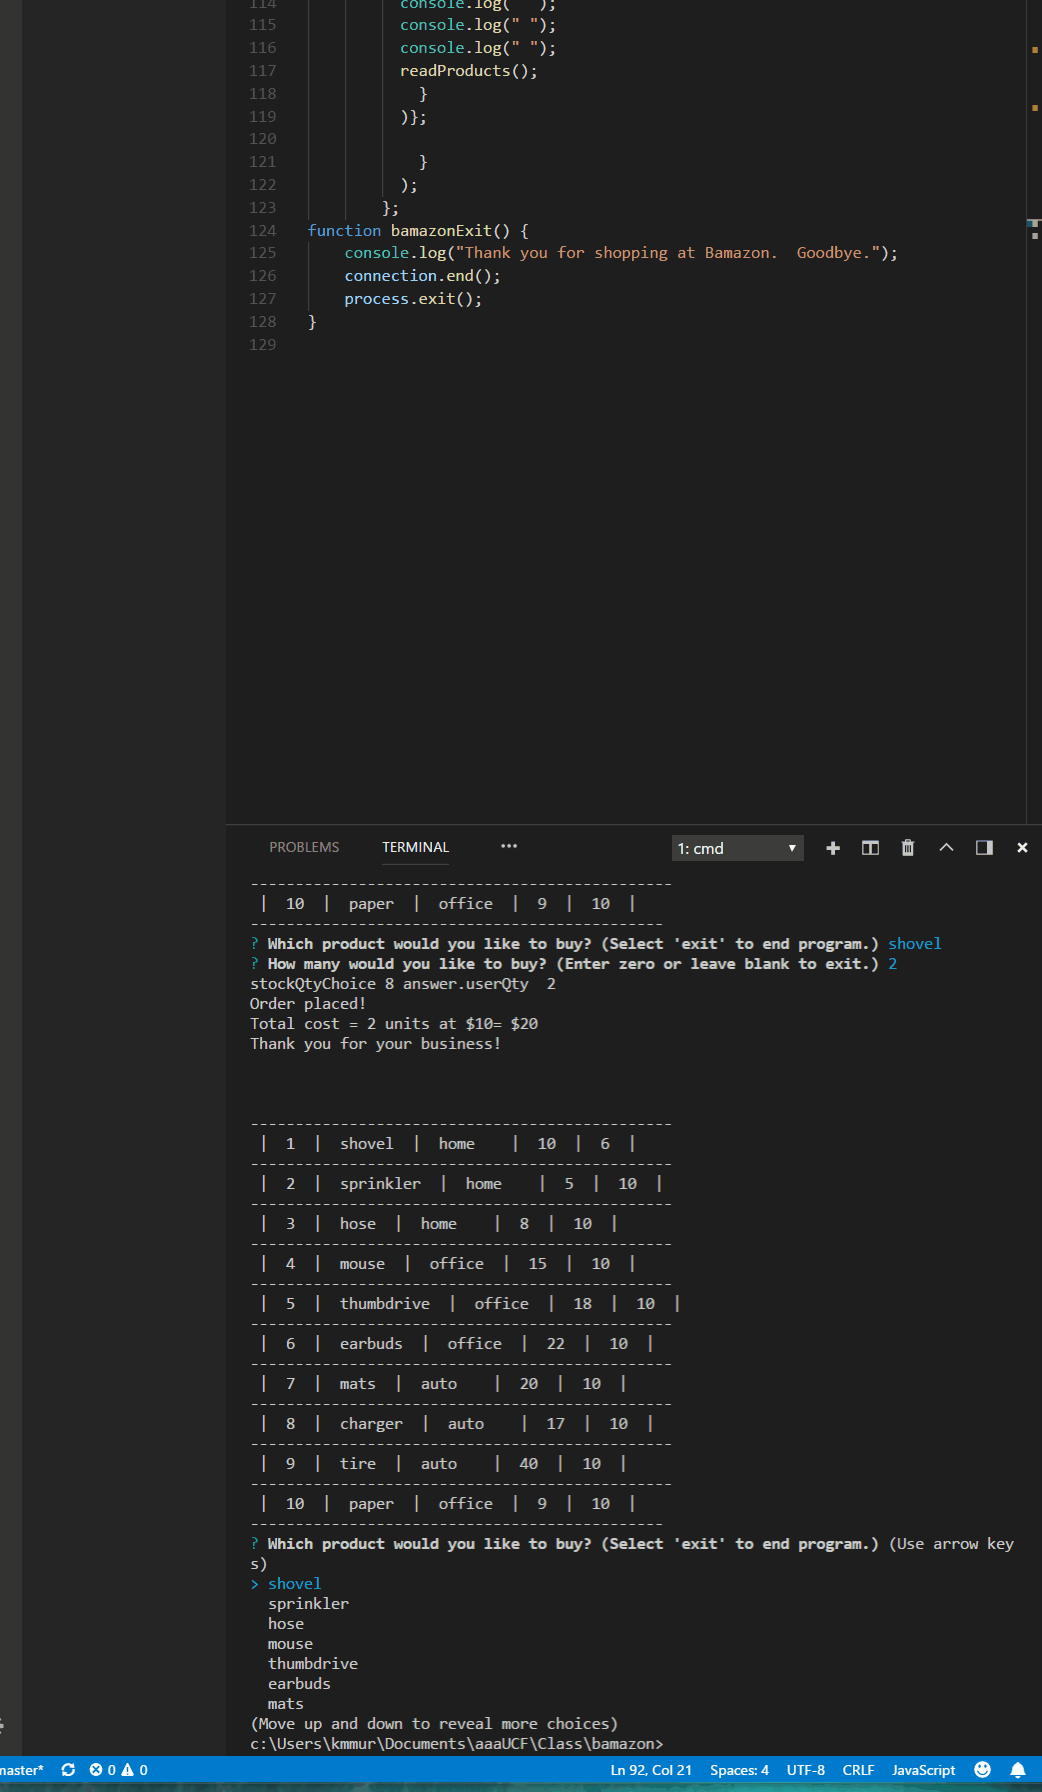 114 console.log(" ");
115 console.log(" ");
116 console.log(" ");
117 readProducts();
118 }
119 )};
120
121 }
122 );
123 };
124 function bamazonExit() {
125 console.log("Thank you for shopping at Bamazon.  Goodbye.");
126 connection.end();
127 process.exit();
128 }
129
PROBLEMS TERMINAL ••• 1: cmd
-----------------------------------------------
| 10 | paper | office | 9 | 10 |
----------------------------------------------
? Which product would you like to buy? (Select 'exit' to end program.) shovel
? How many would you like to buy? (Enter zero or leave blank to exit.) 2
stockQtyChoice 8 answer.userQty  2
Order placed!
Total cost = 2 units at $10= $20
Thank you for your business!
-----------------------------------------------
| 1 | shovel | home | 10 | 6 |
-----------------------------------------------
| 2 | sprinkler | home | 5 | 10 |
-----------------------------------------------
| 3 | hose | home | 8 | 10 |
-----------------------------------------------
| 4 | mouse | office | 15 | 10 |
-----------------------------------------------
| 5 | thumbdrive | office | 18 | 10 |
-----------------------------------------------
| 6 | earbuds | office | 22 | 10 |
-----------------------------------------------
| 7 | mats | auto | 20 | 10 |
-----------------------------------------------
| 8 | charger | auto | 17 | 10 |
-----------------------------------------------
| 9 | tire | auto | 40 | 10 |
-----------------------------------------------
| 10 | paper | office | 9 | 10 |
----------------------------------------------
? Which product would you like to buy? (Select 'exit' to end program.) (Use arrow key
s)
> shovel
sprinkler
hose
mouse
thumbdrive
earbuds
mats
(Move up and down to reveal more choices)
c:\Users\kmmur\Documents\aaaUCF\Class\bamazon>
master* 0 0 Ln 92, Col 21 Spaces: 4 UTF-8 CRLF JavaScript